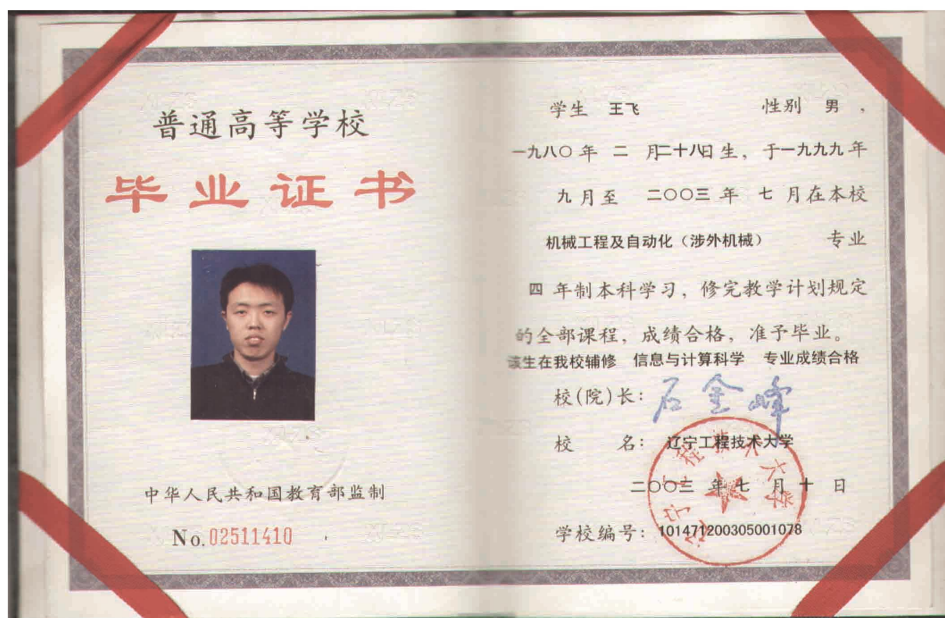 普通高等学校
毕业证书
中华人民共和国教育部监制
No.02511410
学生 王飞 性别 男，
一九八〇年 二 月二十八日生，于一九九九年
九月至 二〇〇三 年 七 月在本校
机械工程及自动化（涉外机械） 专业
四 年制本科学习，修完教学计划规定
的全部课程，成绩合格，准予毕业。
该生在我校辅修 信息与计算科学 专业成绩合格
校(院)长：石金峰
校 名：辽宁工程技术大学
二〇〇三 年 七 月 十 日
学校编号：101471200305001078
辽宁工程技术大学